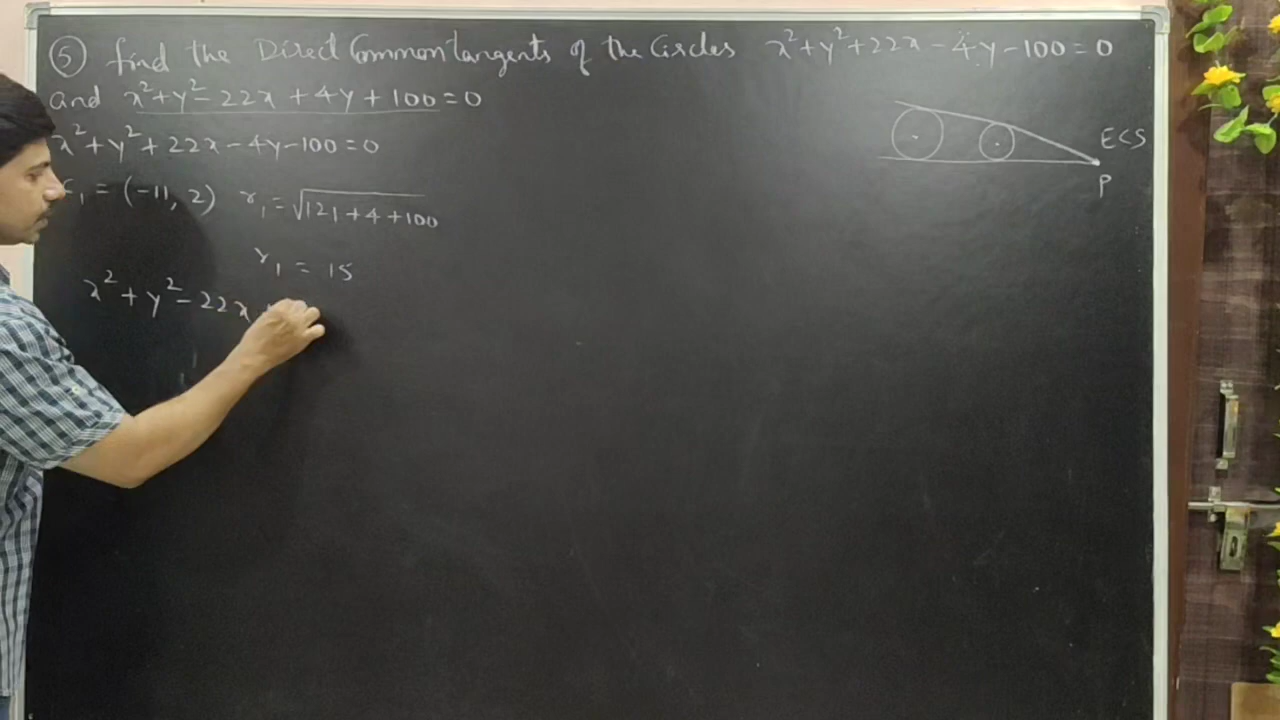 ⑤ find the Direct Common tangents of the Circles x²+y²+22x-4y-100=0
and x²+y²-22x+4y+100=0
x²+y²+22x-4y-100=0
c₁ = (-11, 2) r₁ = √121+4+100
r₁ = 15
x²+y²-22x
ECS
P